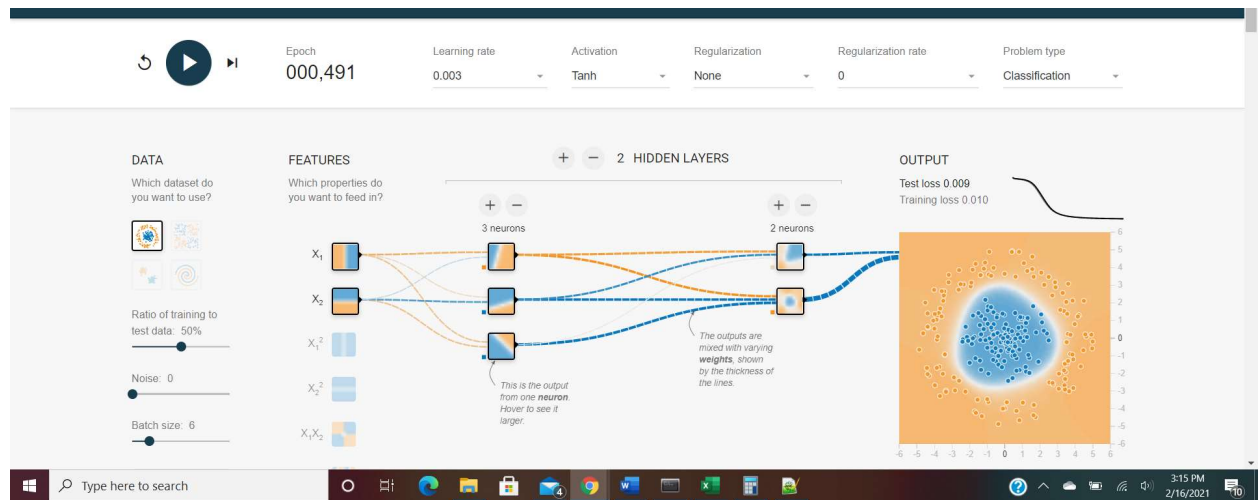 Epoch
000,491
Learning rate
0.003
Activation
Tanh
Regularization
None
Regularization rate
0
Problem type
Classification
DATA
Which dataset do
you want to use?
Ratio of training to
test data: 50%
Noise: 0
Batch size: 6
FEATURES
Which properties do
you want to feed in?
X1
X2
X1²
X2²
X1X2
+ − 2 HIDDEN LAYERS
+ −
3 neurons
+ −
2 neurons
This is the output
from one neuron.
Hover to see it
larger.
The outputs are
mixed with varying
weights, shown
by the thickness of
the lines.
OUTPUT
Test loss 0.009
Training loss 0.010
6
5
4
3
2
1
0
-1
-2
-3
-4
-5
-6
-6 -5 -4 -3 -2 -1 0 1 2 3 4 5 6
Type here to search
4
3:15 PM
2/16/2021
10